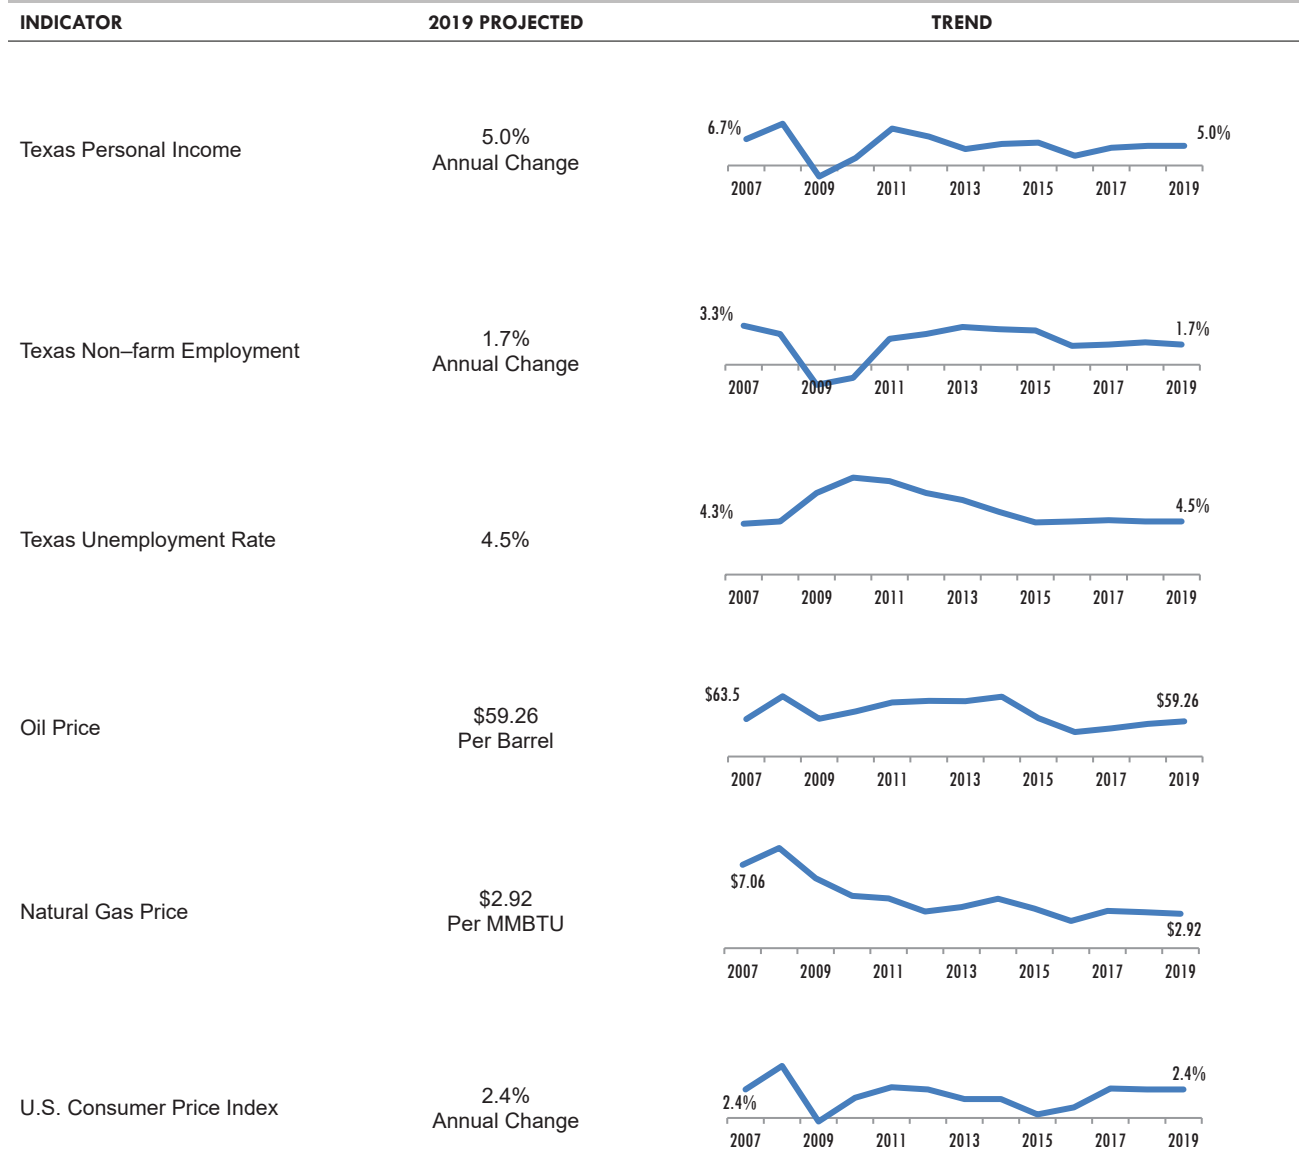 INDICATOR 2019 PROJECTED TREND
Texas Personal Income
5.0%
Annual Change
6.7%
5.0%
2007 2009 2011 2013 2015 2017 2019
Texas Non–farm Employment
1.7%
Annual Change
3.3%
1.7%
2007 2009 2011 2013 2015 2017 2019
Texas Unemployment Rate
4.5%
4.3%
4.5%
2007 2009 2011 2013 2015 2017 2019
Oil Price
$59.26
Per Barrel
$63.5
$59.26
2007 2009 2011 2013 2015 2017 2019
Natural Gas Price
$2.92
Per MMBTU
$7.06
$2.92
2007 2009 2011 2013 2015 2017 2019
U.S. Consumer Price Index
2.4%
Annual Change
2.4%
2.4%
2007 2009 2011 2013 2015 2017 2019